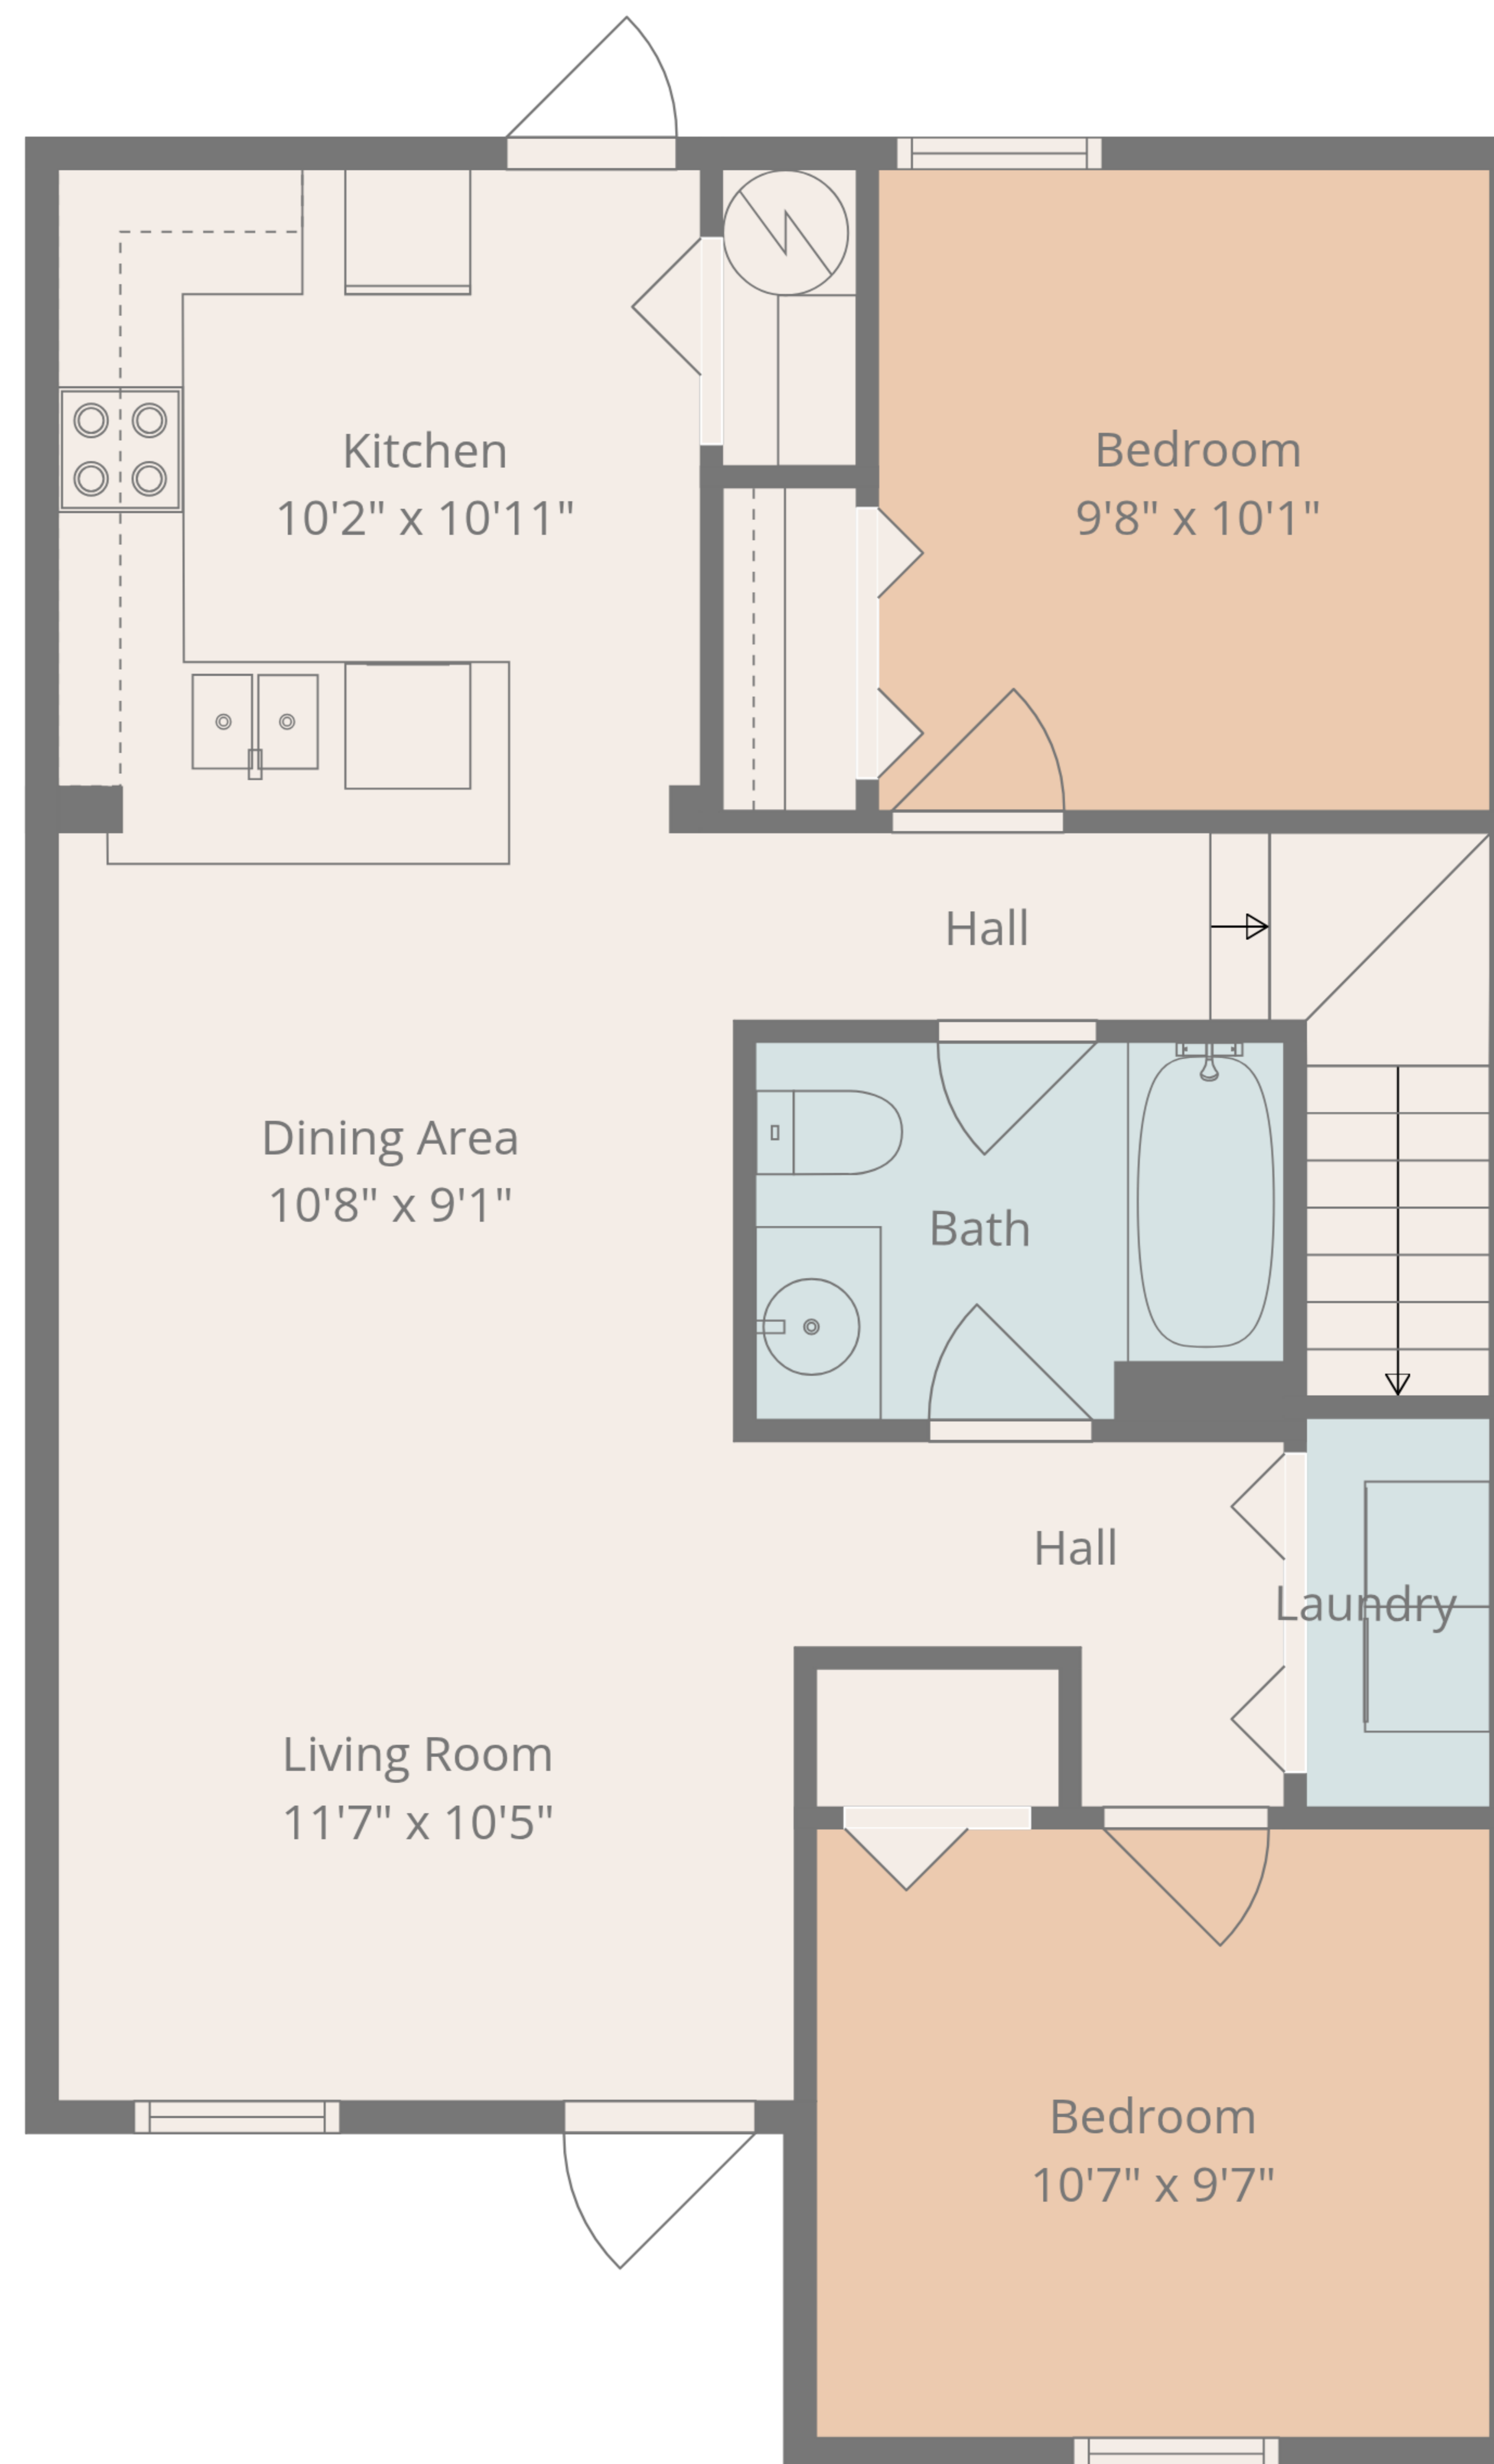 Kitchen
10'2" x 10'11"
Bedroom
9'8" x 10'1"
Hall
Dining Area
10'8" x 9'1"
Bath
Hall
Laundry
Living Room
11'7" x 10'5"
Bedroom
10'7" x 9'7"